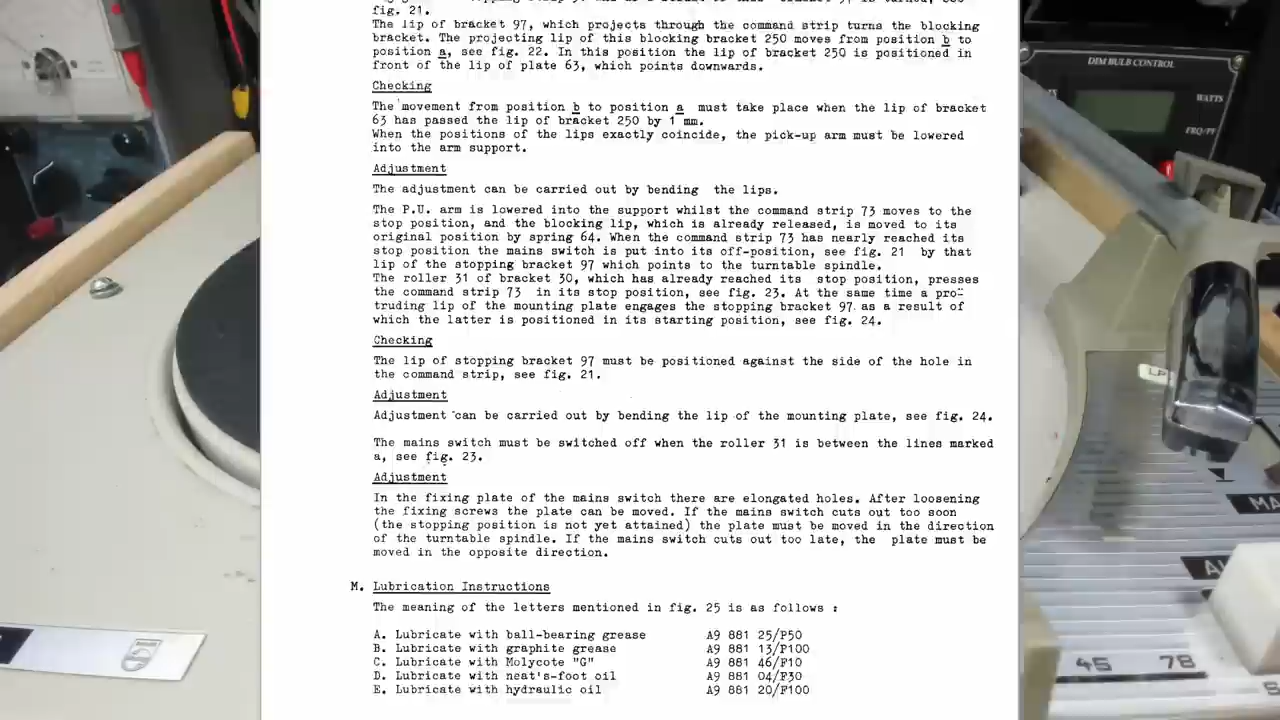 fig. 21.
The lip of bracket 97, which projects through the command strip turns the blocking
bracket. The projecting lip of this blocking bracket 250 moves from position b to
position a, see fig. 22. In this position the lip of bracket 250 is positioned in
front of the lip of plate 63, which points downwards.
Checking
The movement from position b to position a must take place when the lip of bracket
63 has passed the lip of bracket 250 by 1 mm.
When the positions of the lips exactly coincide, the pick-up arm must be lowered
into the arm support.
Adjustment
The adjustment can be carried out by bending the lips.
The P.U. arm is lowered into the support whilst the command strip 73 moves to the
stop position, and the blocking lip, which is already released, is moved to its
original position by spring 64. When the command strip 73 has nearly reached its
stop position the mains switch is put into its off-position, see fig. 21 by that
lip of the stopping bracket 97 which points to the turntable spindle.
The roller 31 of bracket 30, which has already reached its stop position, presses
the command strip 73 in its stop position, see fig. 23. At the same time a pro-
truding lip of the mounting plate engages the stopping bracket 97 as a result of
which the latter is positioned in its starting position, see fig. 24.
Checking
The lip of stopping bracket 97 must be positioned against the side of the hole in
the command strip, see fig. 21.
Adjustment
Adjustment can be carried out by bending the lip of the mounting plate, see fig. 24.
The mains switch must be switched off when the roller 31 is between the lines marked
a, see fig. 23.
Adjustment
In the fixing plate of the mains switch there are elongated holes. After loosening
the fixing screws the plate can be moved. If the mains switch cuts out too soon
(the stopping position is not yet attained) the plate must be moved in the direction
of the turntable spindle. If the mains switch cuts out too late, the plate must be
moved in the opposite direction.
M. Lubrication Instructions
The meaning of the letters mentioned in fig. 25 is as follows :
A. Lubricate with ball-bearing grease A9 881 25/P50
B. Lubricate with graphite grease A9 881 13/P100
C. Lubricate with Molycote "G" A9 881 46/F10
D. Lubricate with neat's-foot oil A9 881 04/F30
E. Lubricate with hydraulic oil A9 881 20/F100
DIM BULB CONTROL
WATTS
FRQ/PF
LP
MA
45 78